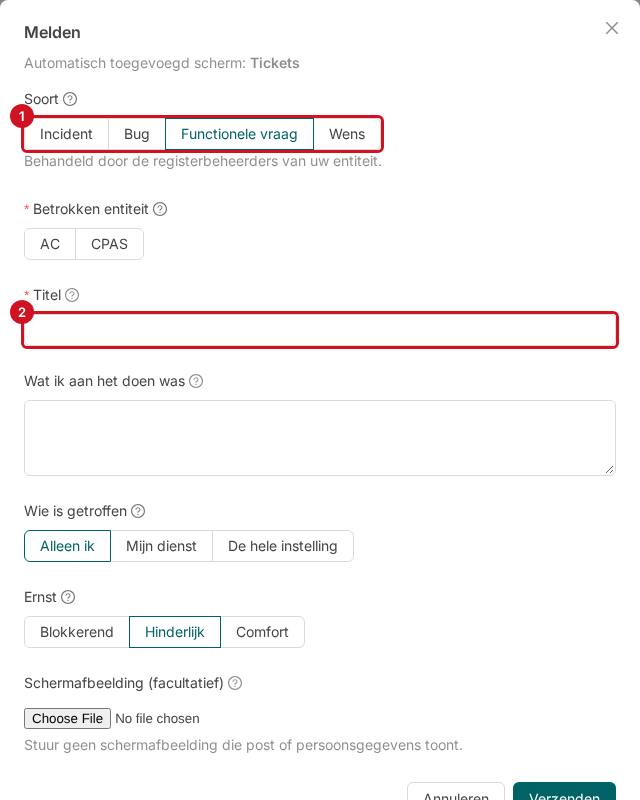 Melden
Automatisch toegevoegd scherm: Tickets
Soort
1
Incident Bug Functionele vraag Wens
Behandeld door de registerbeheerders van uw entiteit.
* Betrokken entiteit
AC CPAS
* Titel
2
Wat ik aan het doen was
Wie is getroffen
Alleen ik Mijn dienst De hele instelling
Ernst
Blokkerend Hinderlijk Comfort
Schermafbeelding (facultatief)
Choose File No file chosen
Stuur geen schermafbeelding die post of persoonsgegevens toont.
Annuleren Verzenden